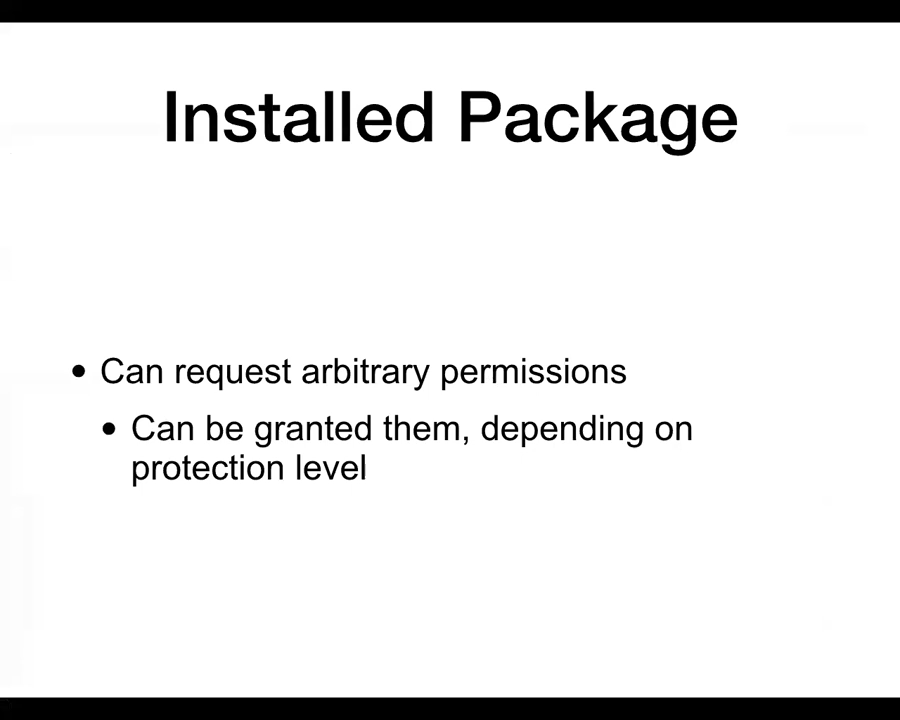 Installed Package
• Can request arbitrary permissions
• Can be granted them, depending on
protection level